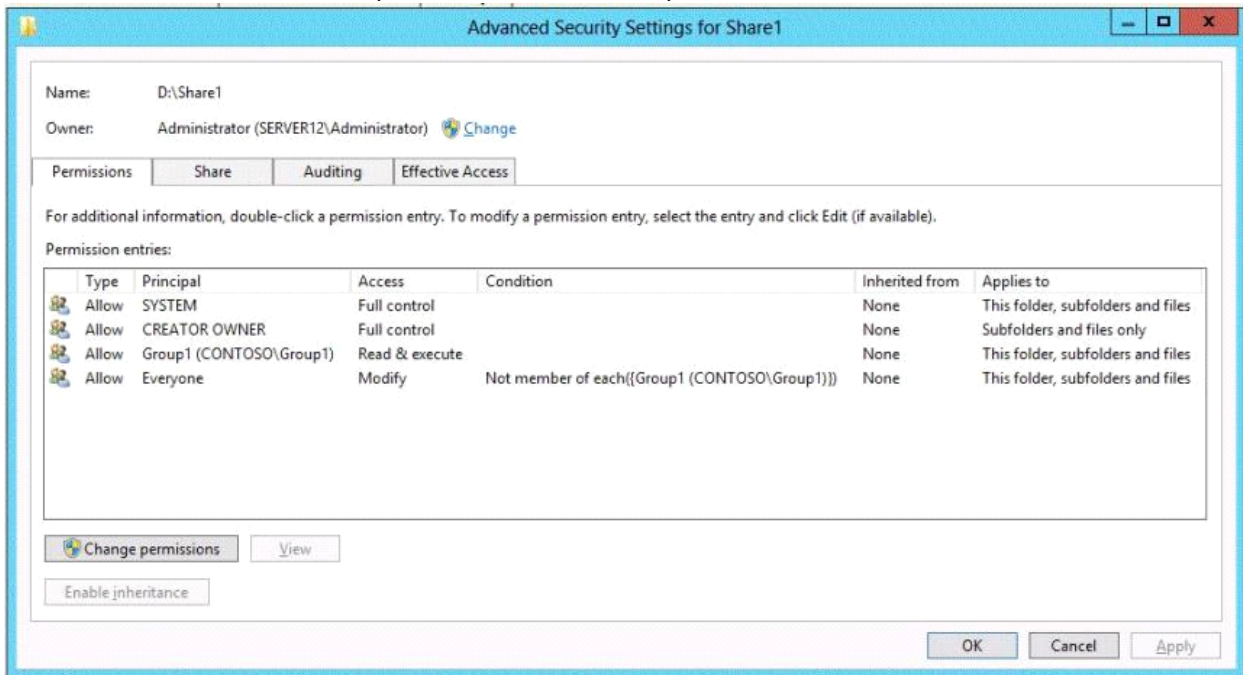 Advanced Security Settings for Share1
Name: D:\Share1
Owner: Administrator (SERVER12\Administrator) Change
Permissions Share Auditing Effective Access
For additional information, double-click a permission entry. To modify a permission entry, select the entry and click Edit (if available).
Permission entries:
Type Principal Access Condition Inherited from Applies to
Allow SYSTEM Full control None This folder, subfolders and files
Allow CREATOR OWNER Full control None Subfolders and files only
Allow Group1 (CONTOSO\Group1) Read & execute None This folder, subfolders and files
Allow Everyone Modify Not member of each({Group1 (CONTOSO\Group1)}) None This folder, subfolders and files
Change permissions View
Enable inheritance
OK Cancel Apply